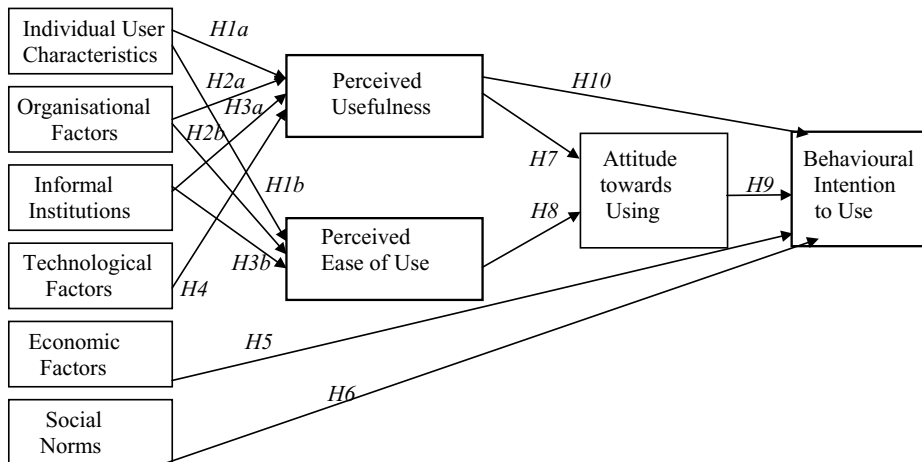 Individual User
Characteristics
Organisational
Factors
Informal
Institutions
Technological
Factors
Economic
Factors
Social
Norms
H1a
H2a
H3a
H2b
H1b
H3b
H4
H5
H6
Perceived
Usefulness
Perceived
Ease of Use
H10
H7
H8
Attitude
towards
Using
H9
Behavioural
Intention
to Use